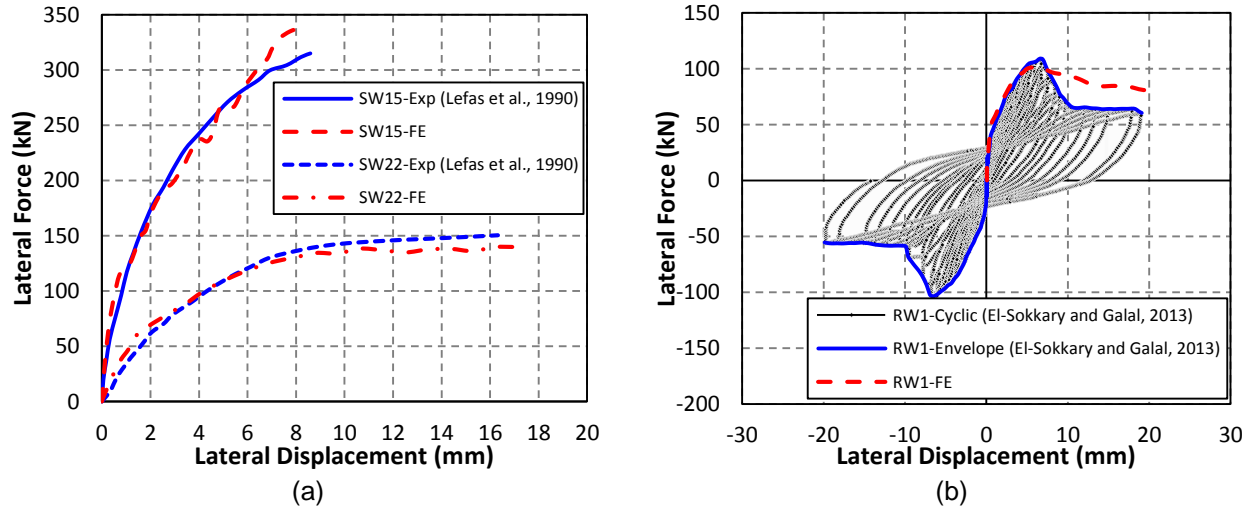 350
300
250
200
150
100
50
0
Lateral Force (kN)
SW15-Exp (Lefas et al., 1990)
SW15-FE
SW22-Exp (Lefas et al., 1990)
SW22-FE
0 2 4 6 8 10 12 14 16 18 20
Lateral Displacement (mm)
(a)
150
100
50
0
-50
-100
-150
-200
Lateral Force (kN)
RW1-Cyclic (El-Sokkary and Galal, 2013)
RW1-Envelope (El-Sokkary and Galal, 2013)
RW1-FE
-30 -20 -10 0 10 20 30
Lateral Displacement (mm)
(b)